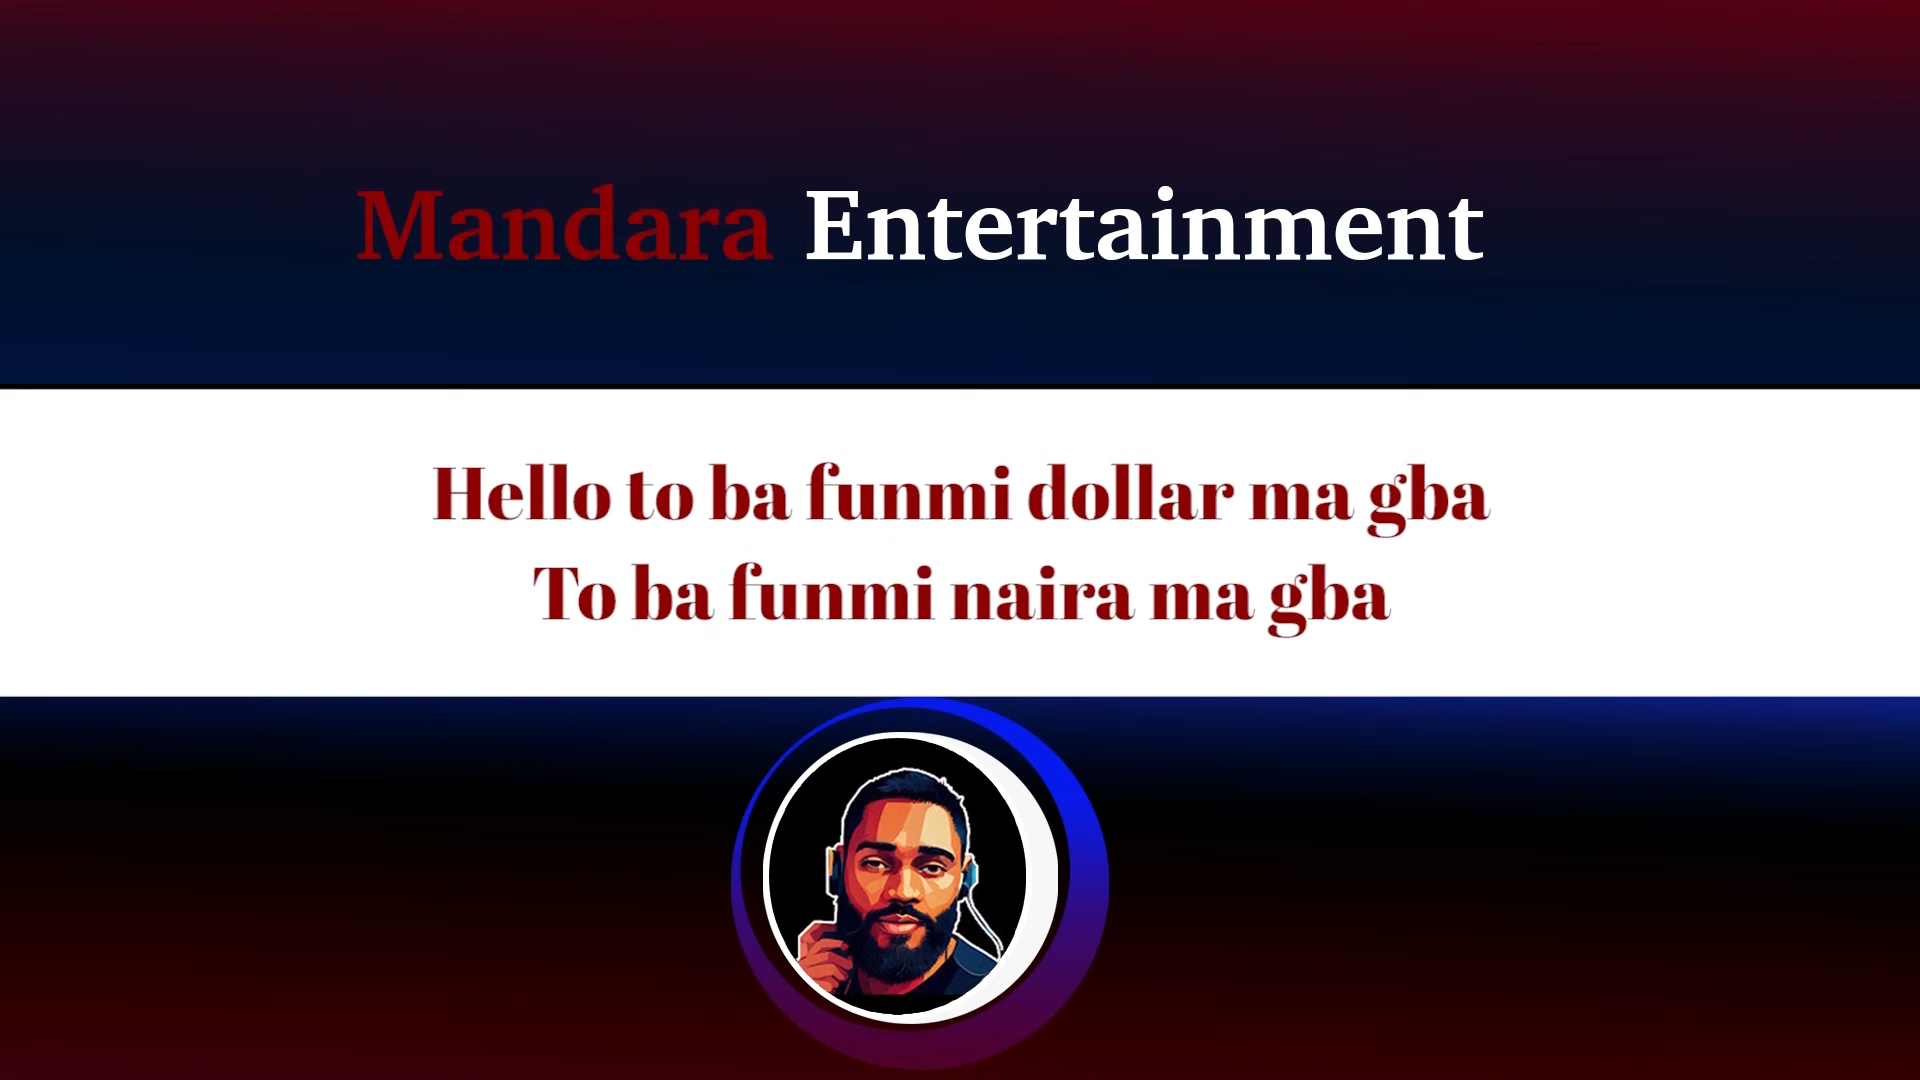 Mandara Entertainment
Hello to ba funmi dollar ma gba
To ba funmi naira ma gba